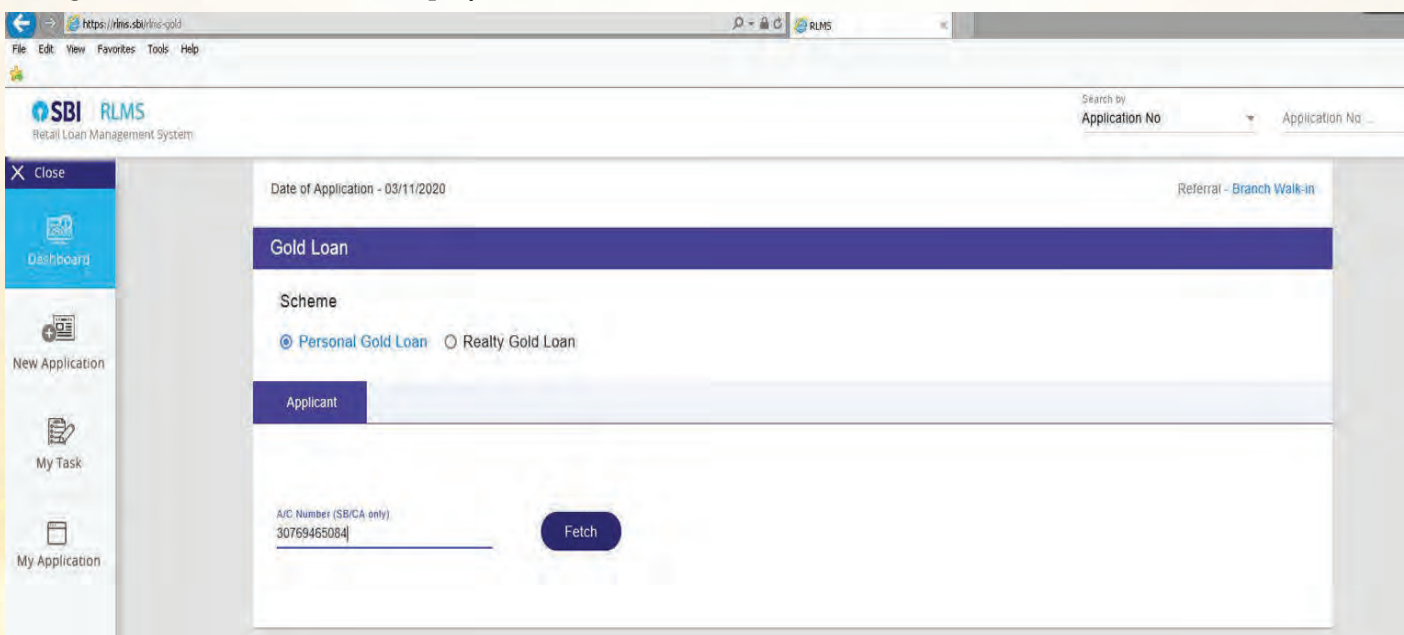 https://rlms.sbi/rlms-gold
RLMS
File Edit View Favorites Tools Help
SBI RLMS
Retail Loan Management System
Search by
Application No
Application No ...
X Close
Dashboard
New Application
My Task
My Application
Date of Application - 03/11/2020
Referral - Branch Walk-in
Gold Loan
Scheme
Personal Gold Loan
Realty Gold Loan
Applicant
A/C Number (SB/CA only)
30769465084
Fetch